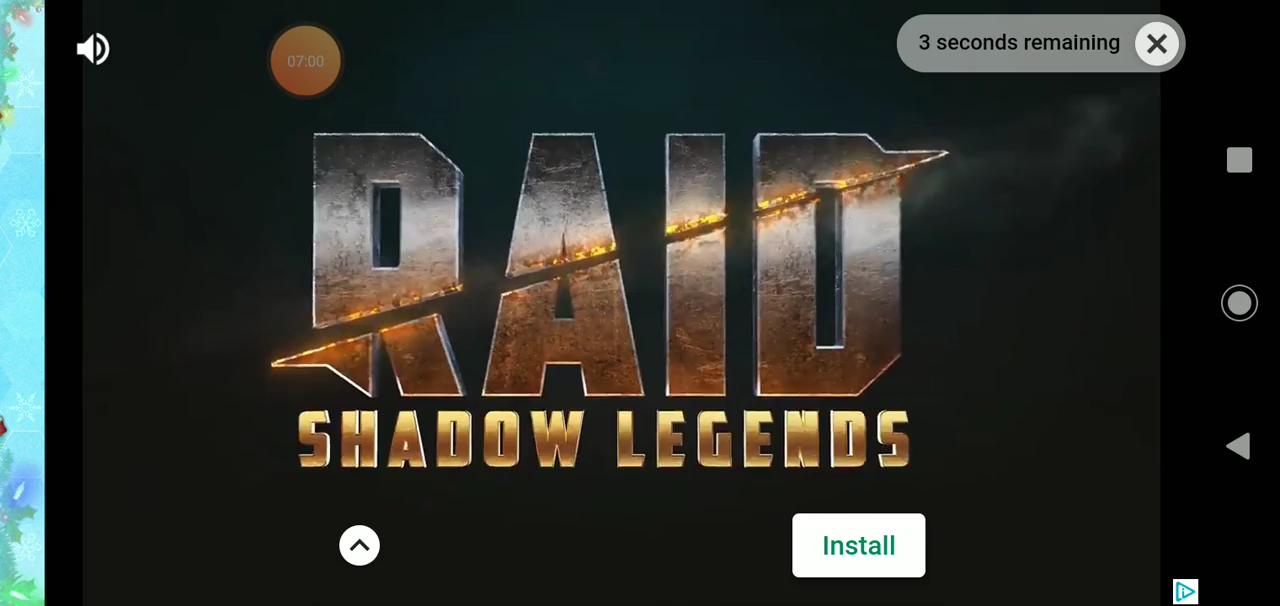 07:00
3 seconds remaining
RAID
SHADOW LEGENDS
Install